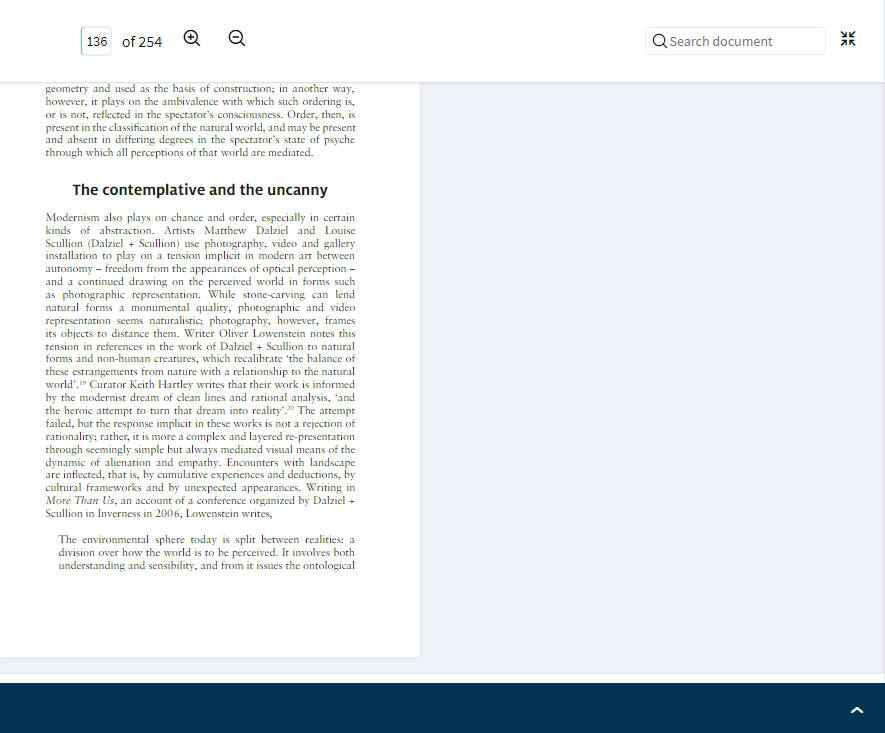 136 of 254 Search document
geometry and used as the basis of construction; in another way,
however, it plays on the ambivalence with which such ordering is,
or is not, reflected in the spectator's consciousness. Order, then, is
present in the classification of the natural world, and may be present
and absent in differing degrees in the spectator's state of psyche
through which all perceptions of that world are mediated.
The contemplative and the uncanny
Modernism also plays on chance and order, especially in certain
kinds of abstraction. Artists Matthew Dalziel and Louise
Scullion (Dalziel + Scullion) use photography, video and gallery
installation to play on a tension implicit in modern art between
autonomy – freedom from the appearances of optical perception –
and a continued drawing on the perceived world in forms such
as photographic representation. While stone-carving can lend
natural forms a monumental quality, photographic and video
representation seems naturalistic; photography, however, frames
its objects to distance them. Writer Oliver Lowenstein notes this
tension in references in the work of Dalziel + Scullion to natural
forms and non-human creatures, which recalibrate ‘the balance of
these estrangements from nature with a relationship to the natural
world’.¹⁹ Curator Keith Hartley writes that their work is informed
by the modernist dream of clean lines and rational analysis, ‘and
the heroic attempt to turn that dream into reality’.²⁰ The attempt
failed, but the response implicit in these works is not a rejection of
rationality; rather, it is more a complex and layered re-presentation
through seemingly simple but always mediated visual means of the
dynamic of alienation and empathy. Encounters with landscape
are inflected, that is, by cumulative experiences and deductions, by
cultural frameworks and by unexpected appearances. Writing in
More Than Us, an account of a conference organized by Dalziel +
Scullion in Inverness in 2006, Lowenstein writes,
The environmental sphere today is split between realities: a
division over how the world is to be perceived. It involves both
understanding and sensibility, and from it issues the ontological